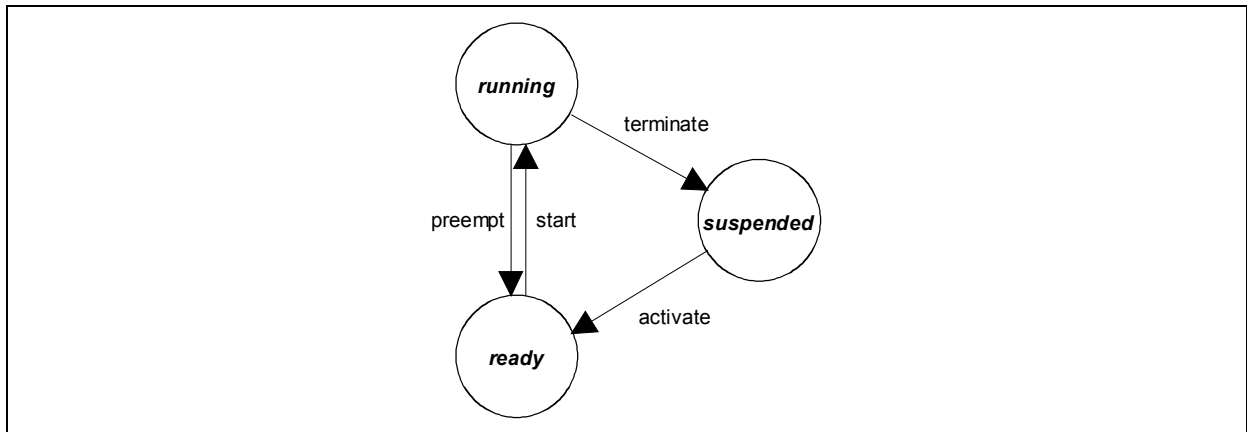 running
terminate
preempt
start
suspended
activate
ready